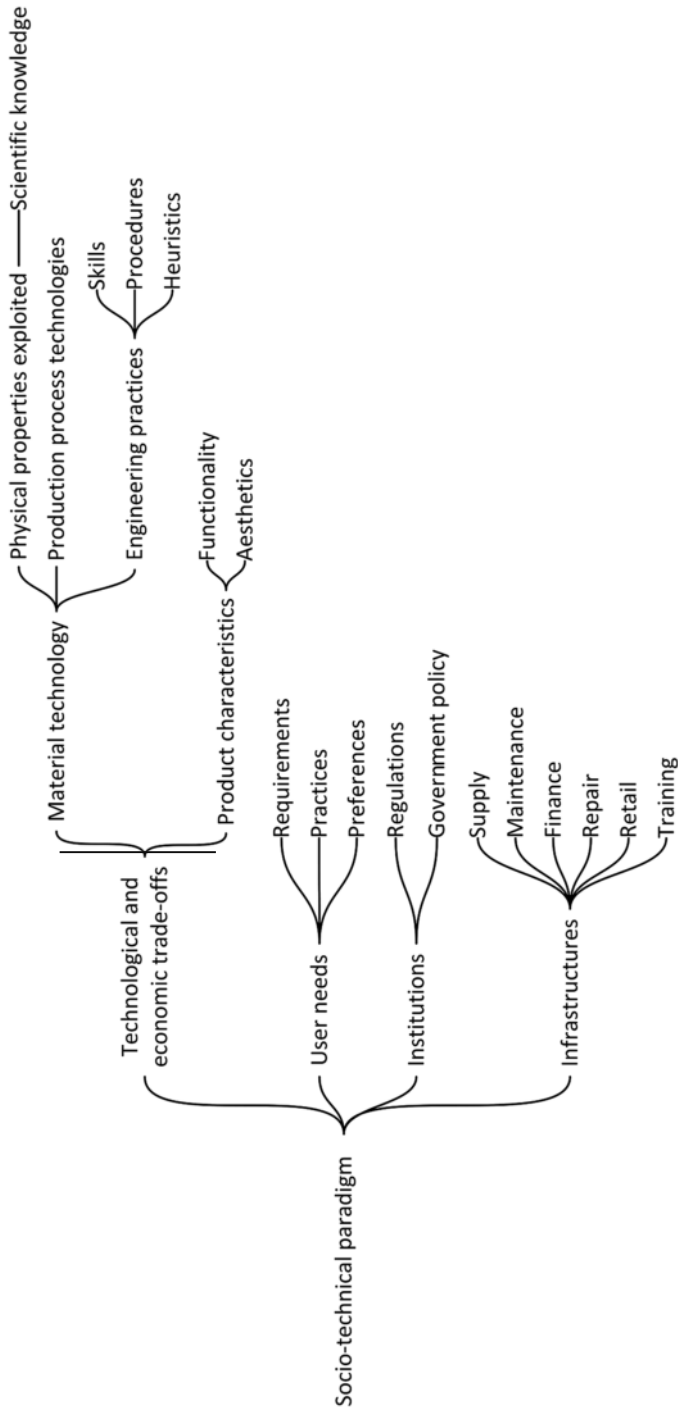 Socio-technical paradigm
Technological and
economic trade-offs
Material technology
Physical properties exploited
Scientific knowledge
Production process technologies
Engineering practices
Skills
Procedures
Heuristics
Product characteristics
Functionality
Aesthetics
User needs
Requirements
Practices
Preferences
Institutions
Regulations
Government policy
Infrastructures
Supply
Maintenance
Finance
Repair
Retail
Training